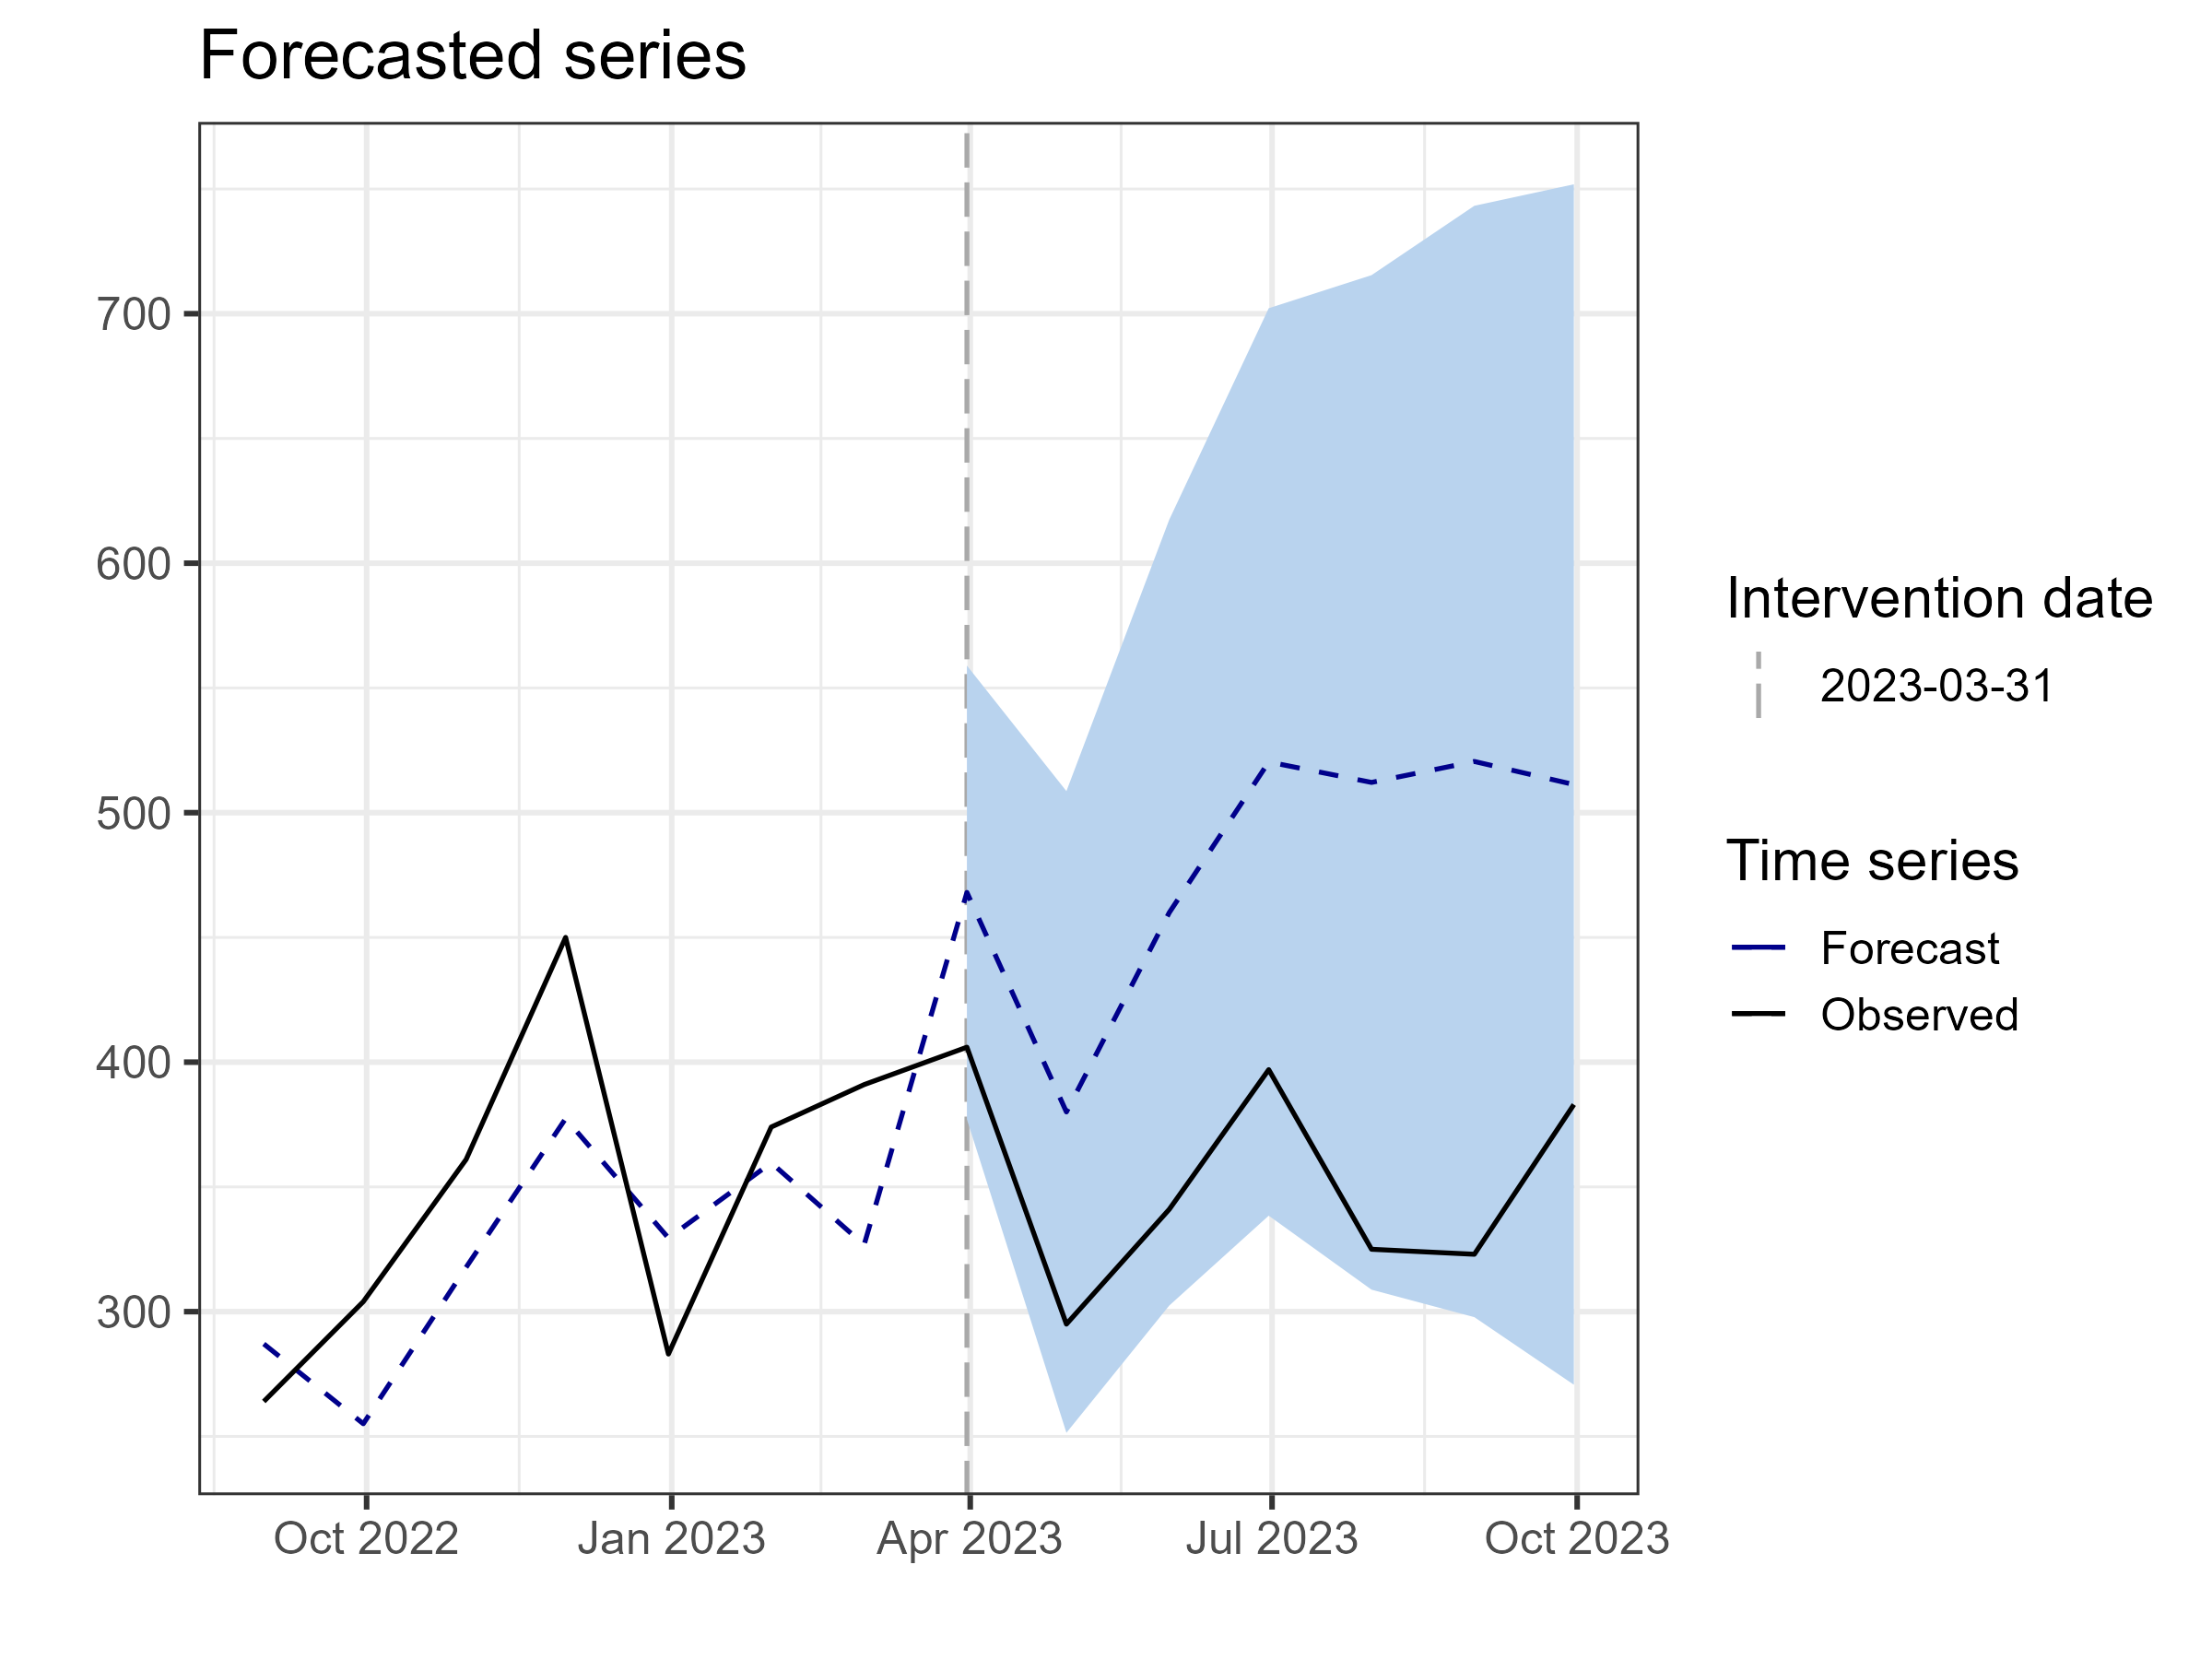 Forecasted series
700
600
500
400
300
Oct 2022
Jan 2023
Apr 2023
Jul 2023
Oct 2023
Intervention date
2023-03-31
Time series
Forecast
Observed